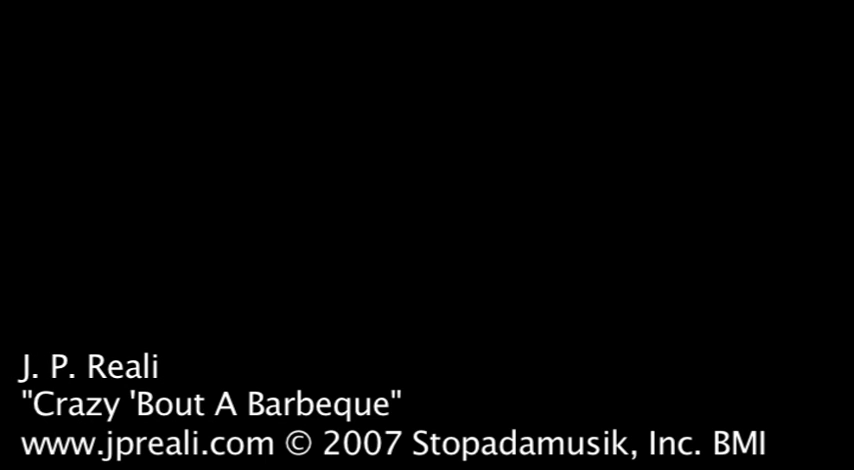 J. P. Reali
"Crazy 'Bout A Barbeque"
www.jpreali.com © 2007 Stopadamusik, Inc. BMI